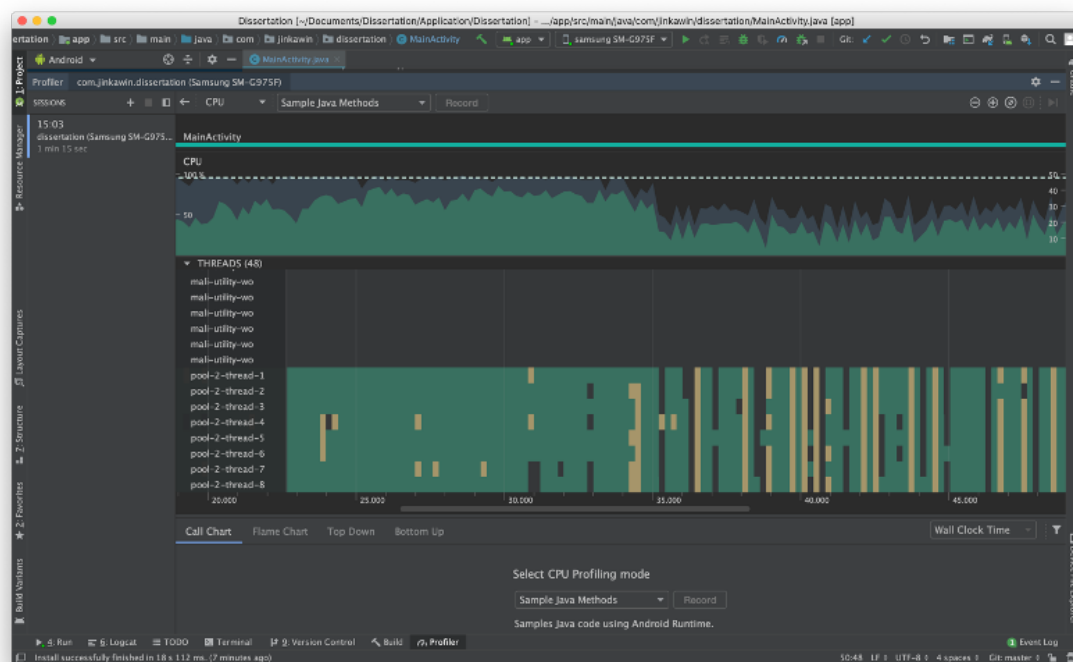 Dissertation [~/Documents/Dissertation/Application/Dissertation] – .../app/src/main/java/com/jinkawin/dissertation/MainActivity.java [app]
ertation app src main java com jinkawin dissertation MainActivity app samsung SM-G975F Git:
1: Project Android MainActivity.java
Profiler com.jinkawin.dissertation (Samsung SM-G975F)
SESSIONS + CPU Sample Java Methods Record
15:03
dissertation (Samsung SM-G975...
1 min 15 sec
Resource Manager
MainActivity
CPU
100 % 50
40
50 30
20
10
THREADS (48)
mali-utility-wo
mali-utility-wo
mali-utility-wo
mali-utility-wo
mali-utility-wo
mali-utility-wo
Layout Captures
pool-2-thread-1
pool-2-thread-2
pool-2-thread-3
pool-2-thread-4
pool-2-thread-5
pool-2-thread-6
pool-2-thread-7
pool-2-thread-8
Z: Structure
20.000 25.000 30.000 35.000 40.000 45.000
2: Favorites
Call Chart Flame Chart Top Down Bottom Up Wall Clock Time
Build Variants
Select CPU Profiling mode
Sample Java Methods Record
Samples Java code using Android Runtime.
4: Run 6: Logcat TODO Terminal 9: Version Control Build Profiler 1 Event Log
Install successfully finished in 18 s 112 ms. (7 minutes ago) 50:48 LF UTF-8 4 spaces Git: master